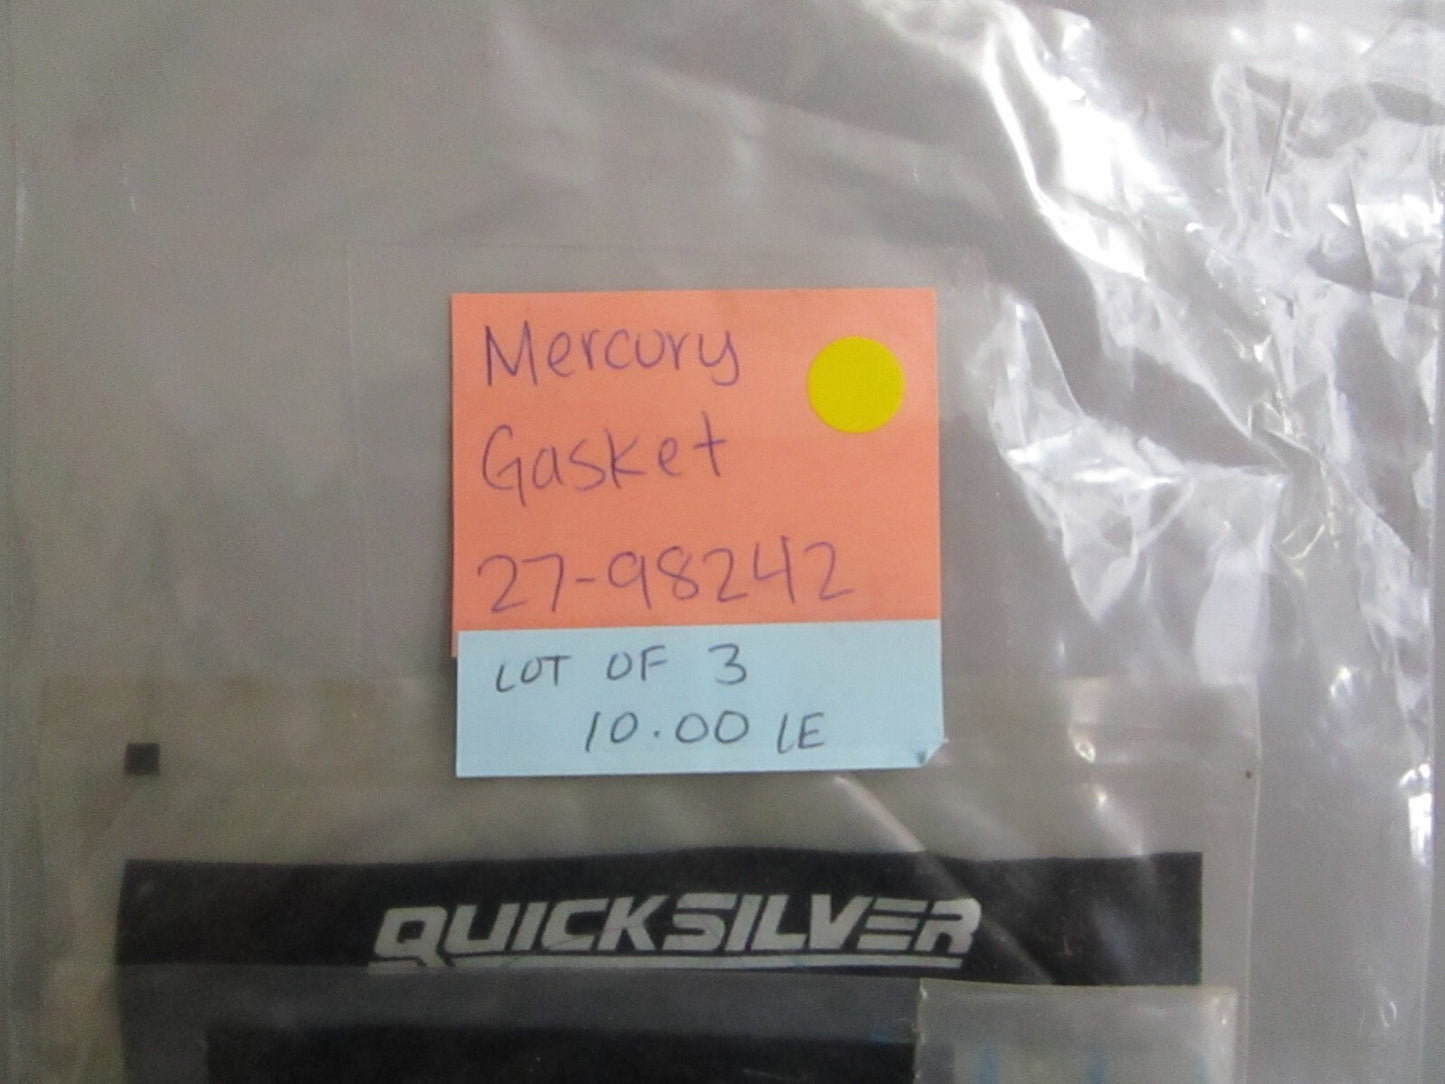 Mercury
Gasket
27-98242
LOT OF 3
10.00 LE
QUICKSILVER